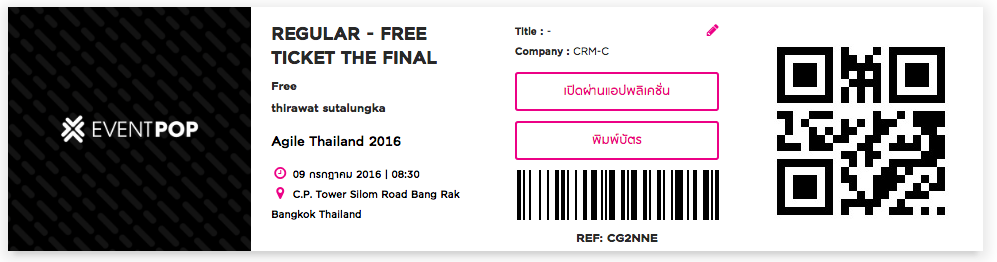 EVENTPOP
REGULAR - FREE
TICKET THE FINAL
Free
thirawat sutalungka
Agile Thailand 2016
09 กรกฎาคม 2016 | 08:30
C.P. Tower Silom Road Bang Rak
Bangkok Thailand
Title : -
Company : CRM-C
เปิดผ่านแอปพลิเคชั่น
พิมพ์บัตร
REF: CG2NNE